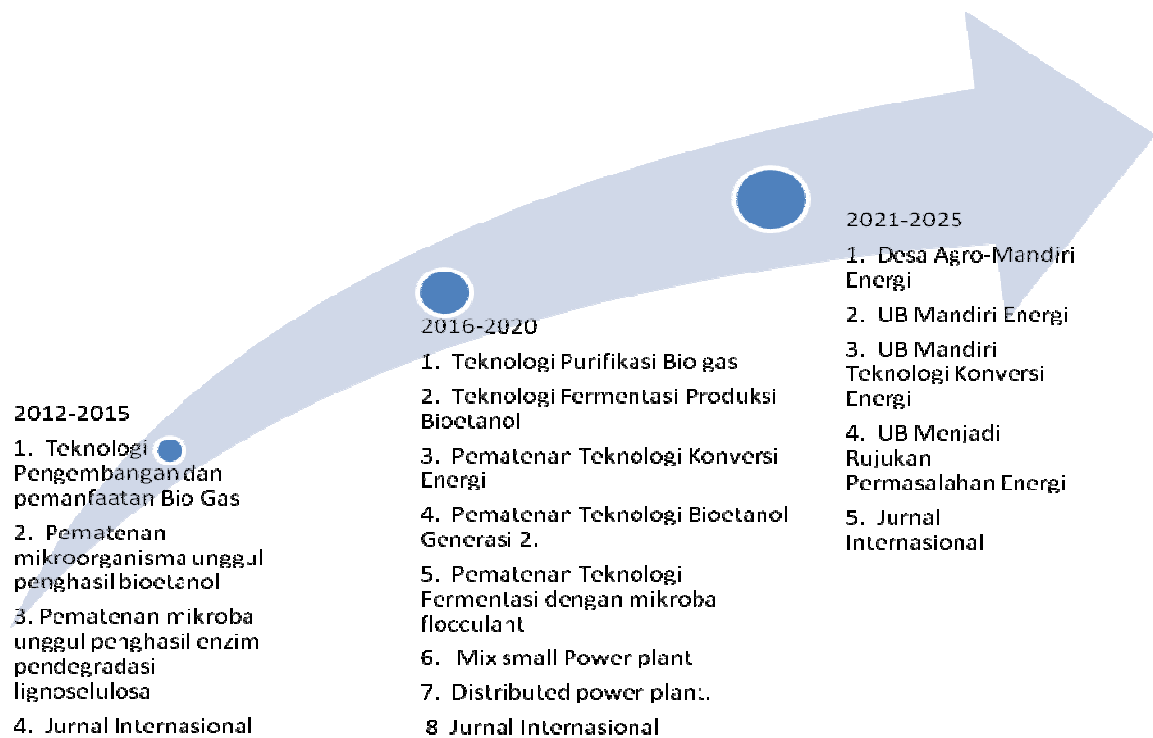 2012-2015
1. Teknologi
Pengembangan dan
pemanfaatan Bio Gas
2. Pematenan
mikroorganisma unggul
penghasil bioetanol
3. Pematenan mikroba
unggul penghasil enzim
pendegradasi
lignoselulosa
4. Jurnal Internasional
2016-2020
1. Teknologi Purifikasi Bio gas
2. Teknologi Fermentasi Produksi
Bioetanol
3. Pematenan Teknologi Konversi
Energi
4. Pematenan Teknologi Bioetanol
Generasi 2.
5. Pematenan Teknologi
Fermentasi dengan mikroba
flocculant
6. Mix small Power plant
7. Distributed power plant.
8 Jurnal Internasional
2021-2025
1. Desa Agro-Mandiri
Energi
2. UB Mandiri Energi
3. UB Mandiri
Teknologi Konversi
Energi
4. UB Menjadi
Rujukan
Permasalahan Energi
5. Jurnal
Internasional